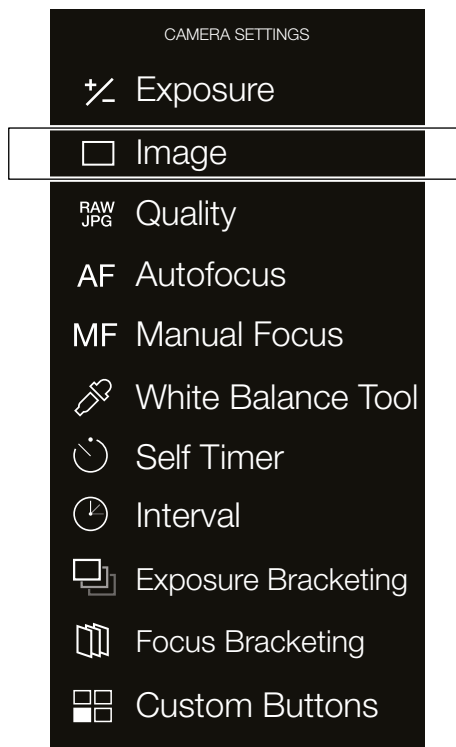 CAMERA SETTINGS
Exposure
Image
RAW JPG Quality
AF Autofocus
MF Manual Focus
White Balance Tool
Self Timer
Interval
Exposure Bracketing
Focus Bracketing
Custom Buttons